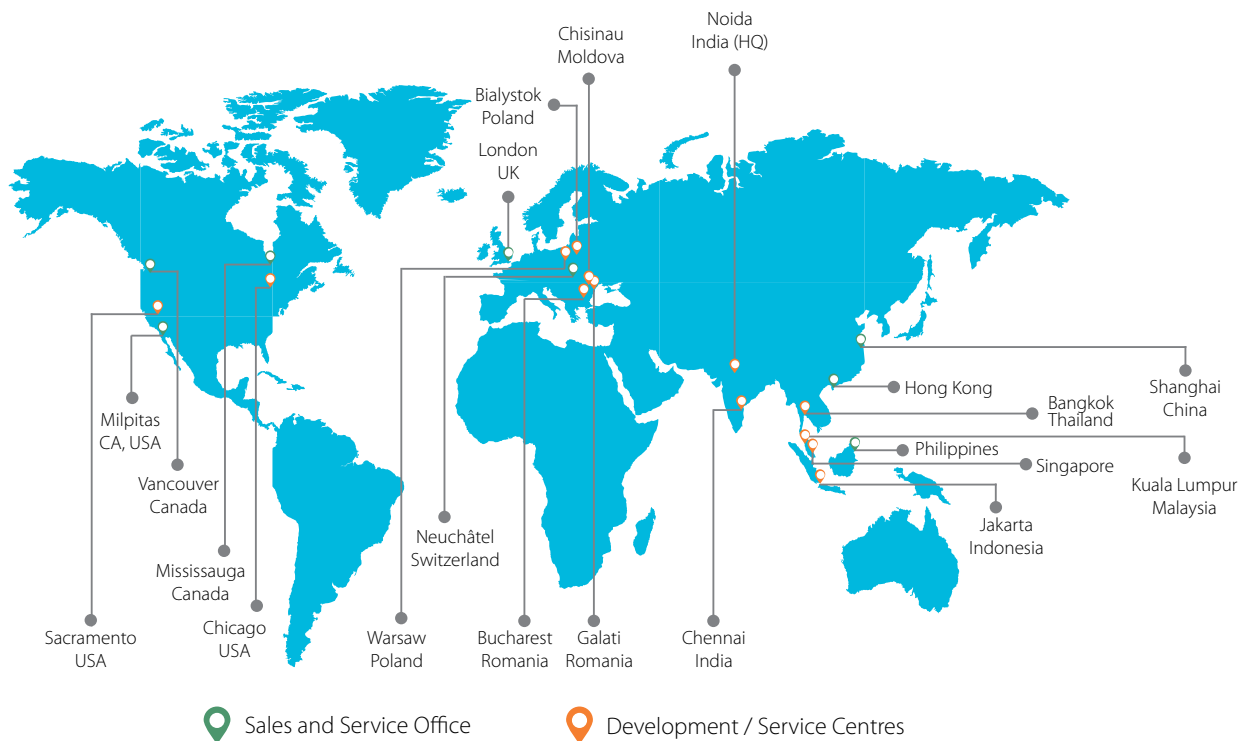 Noida
India (HQ)
Chisinau
Moldova
Bialystok
Poland
London
UK
Shanghai
China
Hong Kong
Bangkok
Thailand
Milpitas
CA, USA
Philippines
Singapore
Kuala Lumpur
Malaysia
Vancouver
Canada
Neuchâtel
Switzerland
Jakarta
Indonesia
Mississauga
Canada
Sacramento
USA
Chicago
USA
Warsaw
Poland
Bucharest
Romania
Galati
Romania
Chennai
India
Sales and Service Office
Development / Service Centres